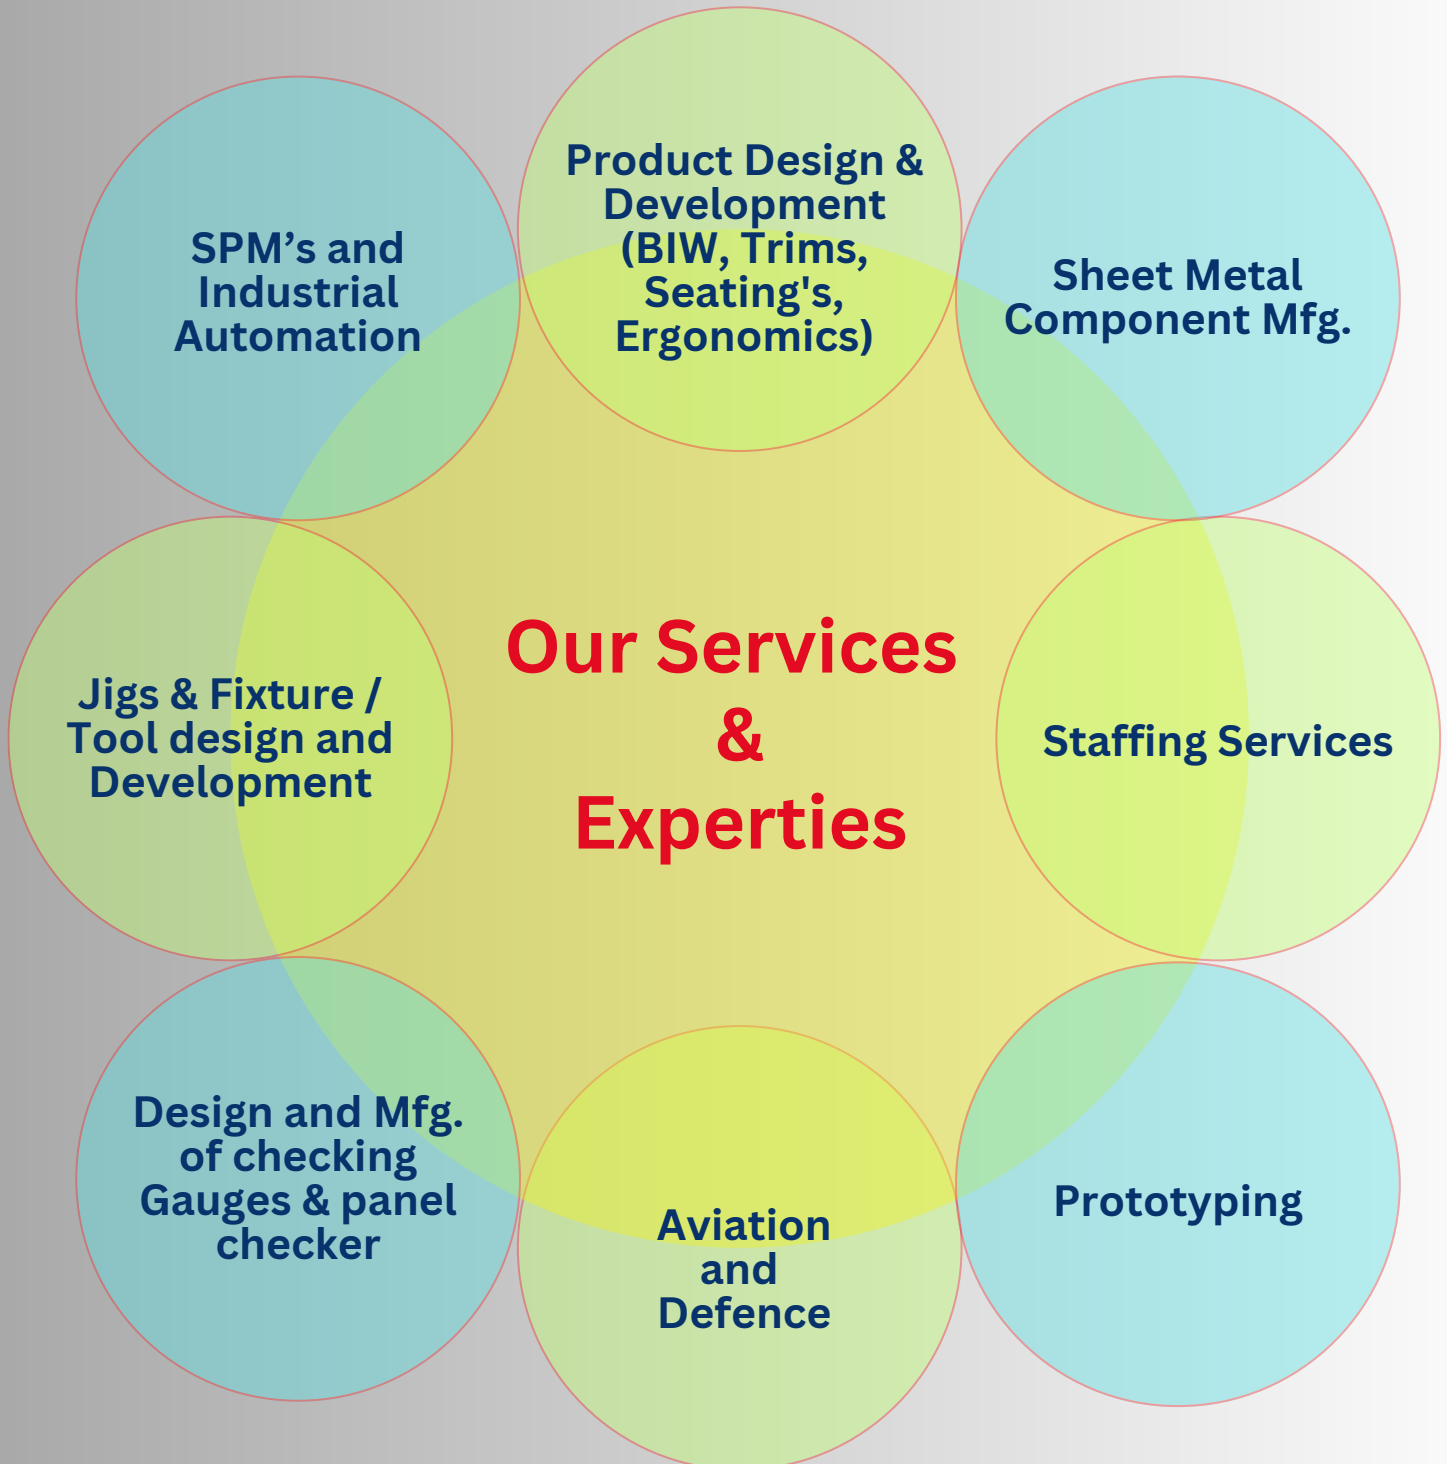 Product Design &
Development
(BIW, Trims,
Seating's,
Ergonomics)
SPM’s and
Industrial
Automation
Sheet Metal
Component Mfg.
Our Services
&
Experties
Jigs & Fixture /
Tool design and
Development
Staffing Services
Design and Mfg.
of checking
Gauges & panel
checker
Aviation
and
Defence
Prototyping